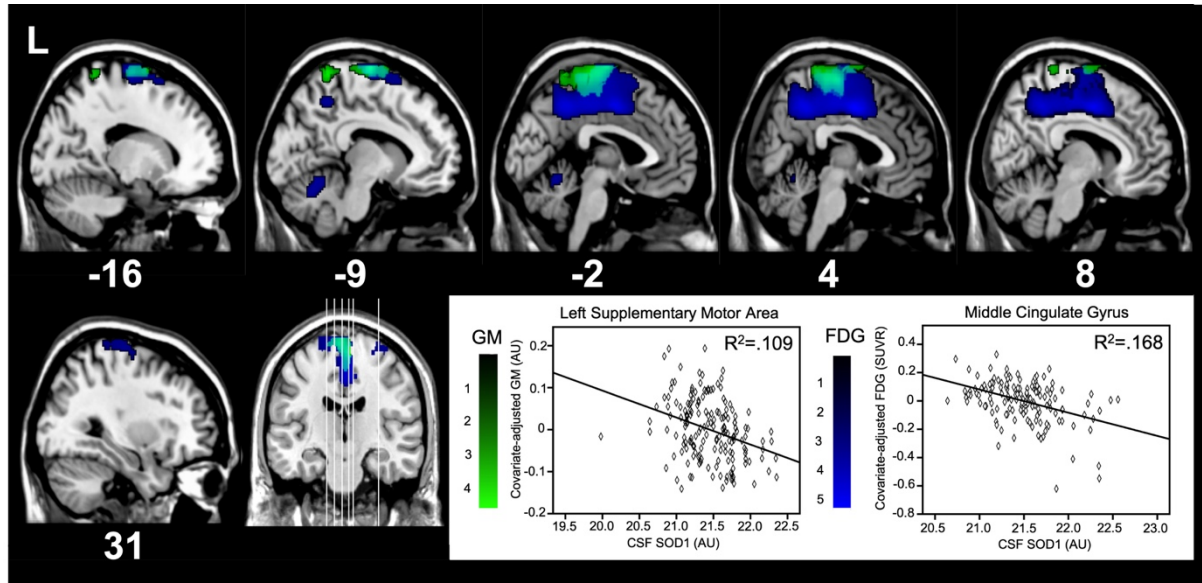 L
-16
-9
-2
4
8
31
GM
1
2
3
4
Left Supplementary Motor Area
R²=.109
Covariate-adjusted GM (AU)
0.2
0.1
0
-0.1
-0.2
19.5 20.0 20.5 21.0 21.5 22.0 22.5
CSF SOD1 (AU)
FDG
1
2
3
4
5
Middle Cingulate Gyrus
R²=.168
Covariate-adjusted FDG (SUVR)
0.4
0.2
0
-0.2
-0.4
-0.6
-0.8
20.5 21.0 21.5 22.0 22.5 23.0
CSF SOD1 (AU)